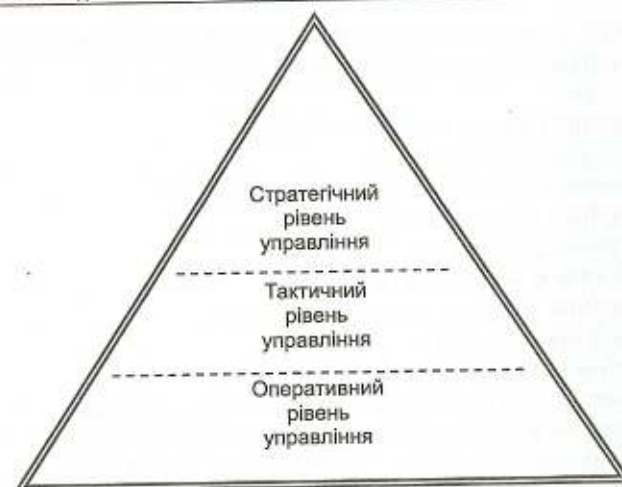 Стратегічний
рівень
управління
Тактичний
рівень
управління
Оперативний
рівень
управління